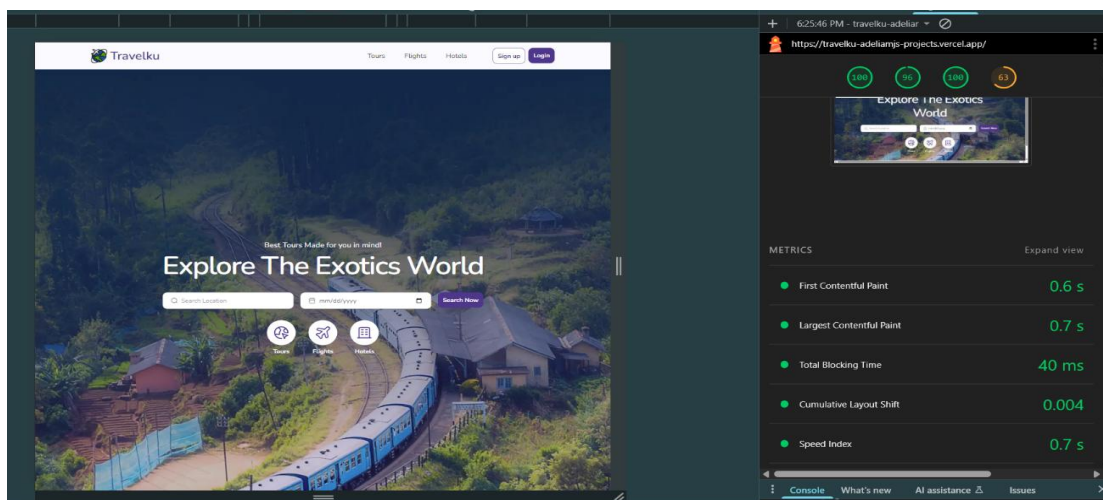 6:25:46 PM - travelku-adeliar
https://travelku-adeliamjs-projects.vercel.app/
100 96 100 63
Travelku
Tours Flights Hotels Sign up Login
Best Tours Made for you in mind!
Explore The Exotics World
Search Location mm/dd/yyyy Search Now
Tours Flights Hotels
Explore The Exotics
World
METRICS Expand view
First Contentful Paint 0.6 s
Largest Contentful Paint 0.7 s
Total Blocking Time 40 ms
Cumulative Layout Shift 0.004
Speed Index 0.7 s
Console What's new AI assistance Issues